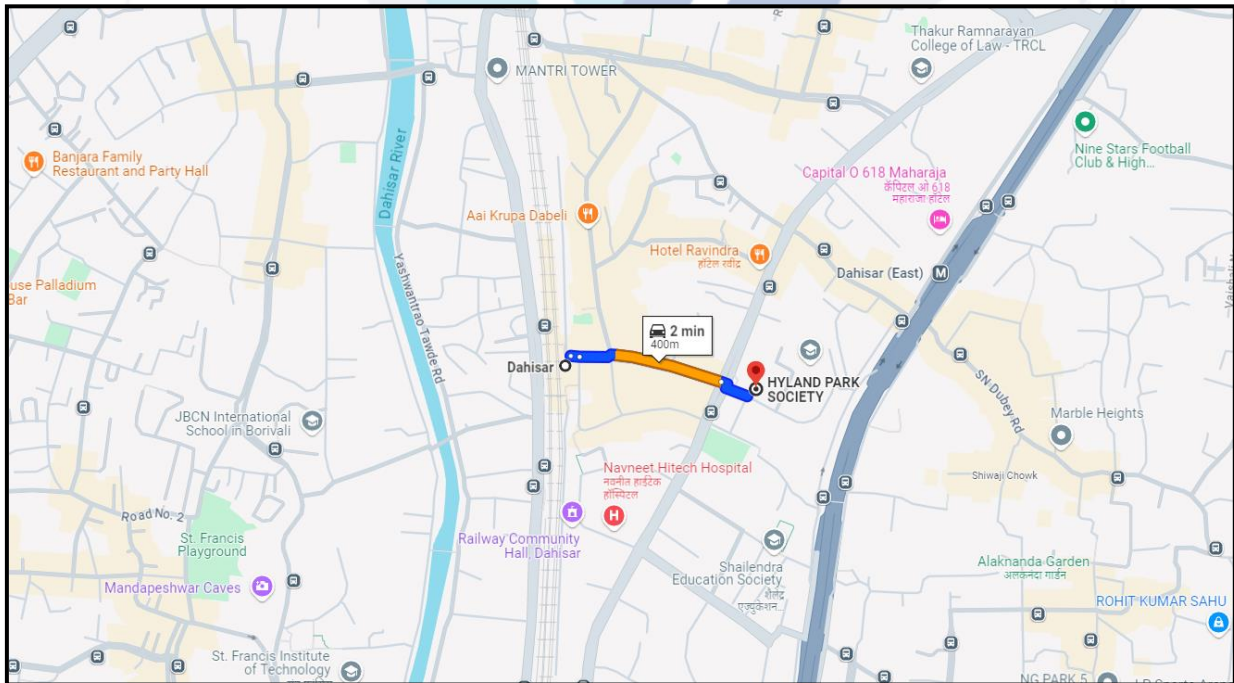 Thakur Ramnarayan
College of Law - TRCL
MANTRI TOWER
Nine Stars Football
Club & High...
Banjara Family
Restaurant and Party Hall
Dahisar River
Capital O 618 Maharaja
कॅपिटल ओ 618
महाराजा हॉटेल
Aai Krupa Dabeli
Hotel Ravindra
हॉटेल रवींद्र
Yashwantrao Tawde Rd
Dahisar (East)
M
use Palladium
Bar
2 min
400m
Dahisar
HYLAND PARK
SOCIETY
SN Dubey Rd
JBCN International
School in Borivali
Marble Heights
Navneet Hitech Hospital
नवनीत हाईटेक
हॉस्पिटल
H
Shiwaji Chowk
Road No. 2
St. Francis
Playground
Railway Community
Hall, Dahisar
Shailendra
Education Society
शैलेंद्र
एज्युकेशन...
Alaknanda Garden
अलकनंदा गार्डन
Mandapeshwar Caves
ROHIT KUMAR SAHU
St. Francis Institute
of Technology
NG PARK 5